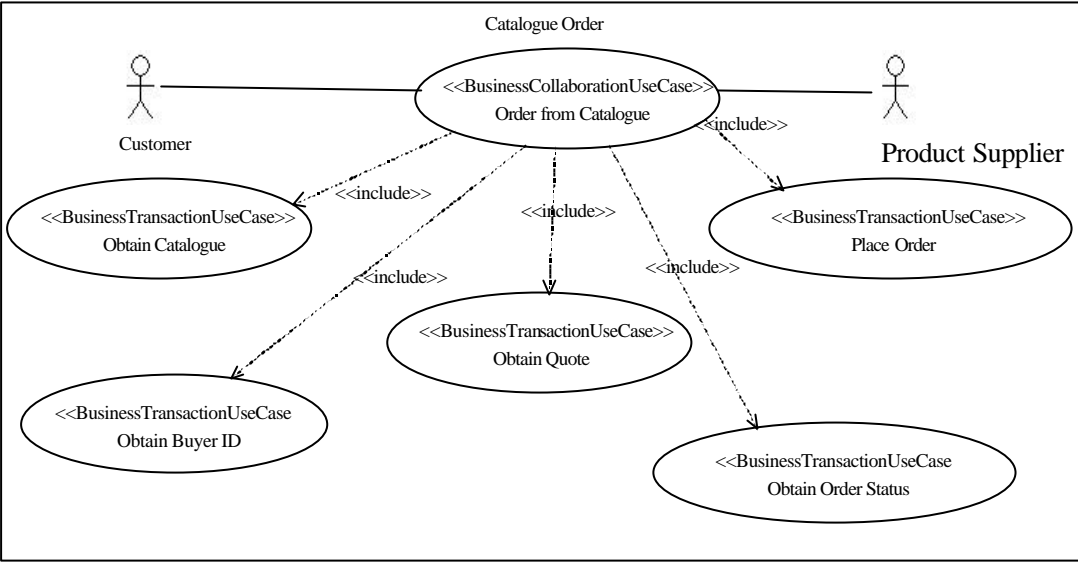 Catalogue Order
<<BusinessCollaborationUseCase>>
Order from Catalogue
<<include>>
Customer
Product Supplier
<<include>>
<<BusinessTransactionUseCase>>
Obtain Catalogue
<<include>>
<<BusinessTransactionUseCase>>
Place Order
<<include>>
<<include>>
<<BusinessTransactionUseCase>>
Obtain Quote
<<BusinessTransactionUseCase
Obtain Buyer ID
<<BusinessTransactionUseCase
Obtain Order Status